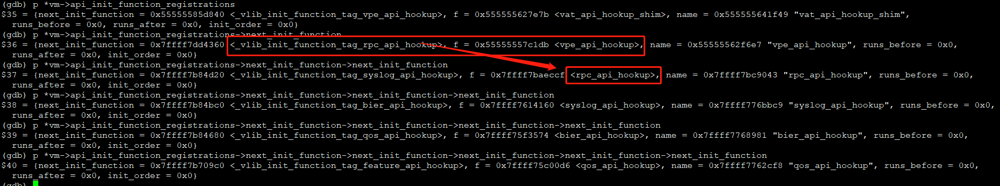 (gdb) p *vm->api_init_function_registrations
$35 = {next_init_function = 0x55555585d840 <_vlib_init_function_tag_vpe_api_hookup>, f = 0x555555627e7b <vat_api_hookup_shim>, name = 0x555555641f49 "vat_api_hookup_shim",
runs_before = 0x0, runs_after = 0x0, init_order = 0x0}
(gdb) p *vm->api_init_function_registrations->next_init_function
$36 = {next_init_function = 0x7ffff7dd4360 <_vlib_init_function_tag_rpc_api_hookup>, f = 0x55555557c1db <vpe_api_hookup>, name = 0x55555562f6e7 "vpe_api_hookup", runs_before = 0x0,
runs_after = 0x0, init_order = 0x0}
(gdb) p *vm->api_init_function_registrations->next_init_function->next_init_function
$37 = {next_init_function = 0x7ffff7b84d20 <_vlib_init_function_tag_syslog_api_hookup>, f = 0x7ffff7baeccf <rpc_api_hookup>, name = 0x7ffff7bc9043 "rpc_api_hookup", runs_before = 0x0,
runs_after = 0x0, init_order = 0x0}
(gdb) p *vm->api_init_function_registrations->next_init_function->next_init_function->next_init_function
$38 = {next_init_function = 0x7ffff7b84bc0 <_vlib_init_function_tag_bier_api_hookup>, f = 0x7ffff7614160 <syslog_api_hookup>, name = 0x7ffff776bbc9 "syslog_api_hookup", runs_before = 0x0,
runs_after = 0x0, init_order = 0x0}
(gdb) p *vm->api_init_function_registrations->next_init_function->next_init_function->next_init_function->next_init_function
$39 = {next_init_function = 0x7ffff7b84680 <_vlib_init_function_tag_qos_api_hookup>, f = 0x7ffff75f3574 <bier_api_hookup>, name = 0x7ffff7768981 "bier_api_hookup", runs_before = 0x0,
runs_after = 0x0, init_order = 0x0}
(gdb) p *vm->api_init_function_registrations->next_init_function->next_init_function->next_init_function->next_init_function->next_init_function
$40 = {next_init_function = 0x7ffff7b709c0 <_vlib_init_function_tag_feature_api_hookup>, f = 0x7ffff75c00d6 <qos_api_hookup>, name = 0x7ffff7762cf8 "qos_api_hookup", runs_before = 0x0,
runs_after = 0x0, init_order = 0x0}
(gdb)